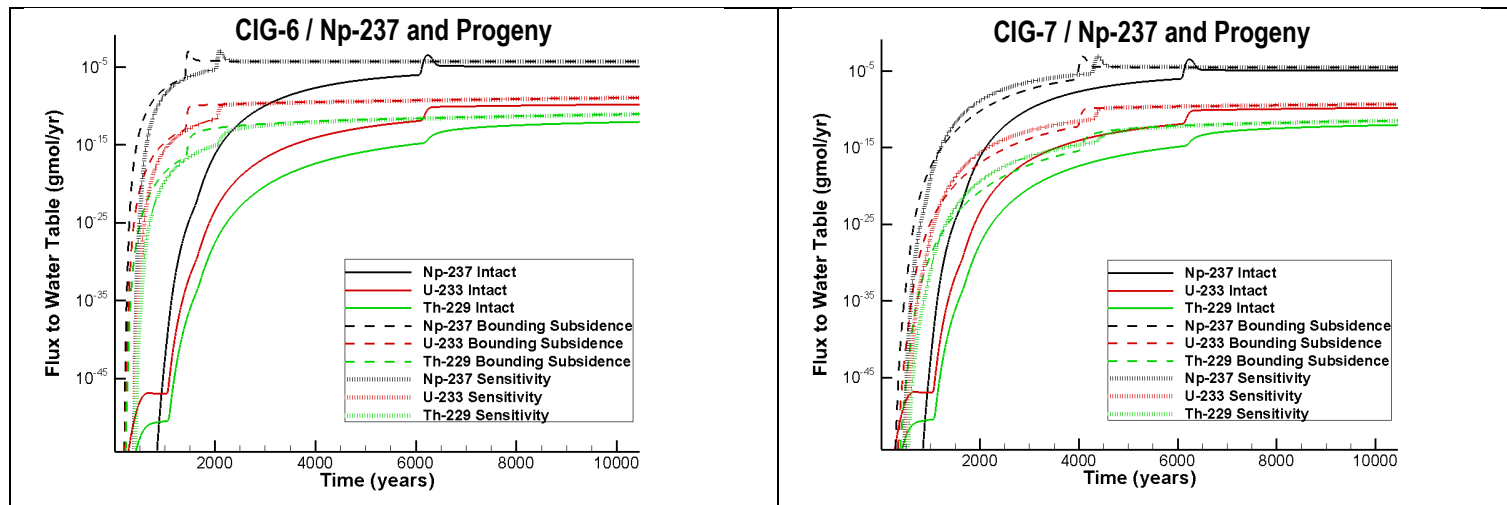 CIG-6 / Np-237 and Progeny
Flux to Water Table (gmol/yr)
10-5
10-15
10-25
10-35
10-45
Np-237 Intact
U-233 Intact
Th-229 Intact
Np-237 Bounding Subsidence
U-233 Bounding Subsidence
Th-229 Bounding Subsidence
Np-237 Sensitivity
U-233 Sensitivity
Th-229 Sensitivity
2000 4000 6000 8000 10000
Time (years)
CIG-7 / Np-237 and Progeny
Flux to Water Table (gmol/yr)
10-5
10-15
10-25
10-35
10-45
Np-237 Intact
U-233 Intact
Th-229 Intact
Np-237 Bounding Subsidence
U-233 Bounding Subsidence
Th-229 Bounding Subsidence
Np-237 Sensitivity
U-233 Sensitivity
Th-229 Sensitivity
2000 4000 6000 8000 10000
Time (years)